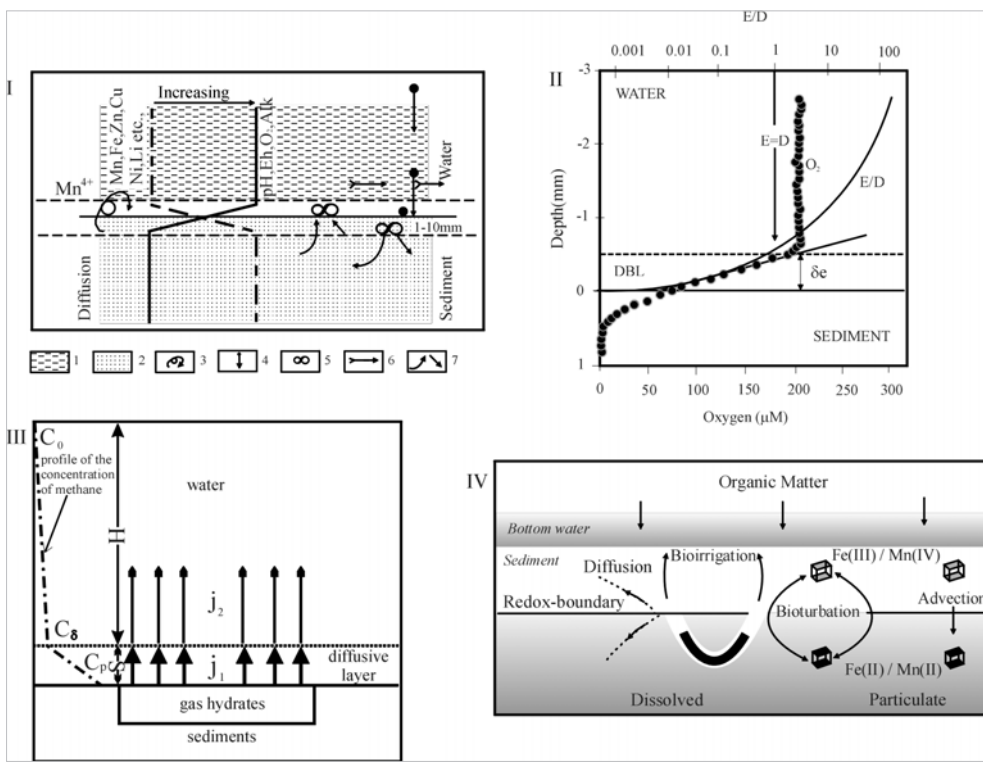 I
Increasing
Mn,Fe,Zn,Cu
Ni,Li etc.,
pH,Eh,O₂,Alk
Water
Mn⁴⁺
1-10mm
Diffusion
Sediment
1
2
3
4
5
6
7
II
E/D
0.001
0.01
0.1
1
10
100
-3
WATER
E=D
O₂
E/D
-2
Depth(mm)
-1
DBL
δe
0
SEDIMENT
1
0
50
100
150
200
250
300
Oxygen (μM)
III
C₀
profile of the
concentration
of methane
water
H
j₂
C_δ
C_p
j₁
diffusive
layer
gas hydrates
sediments
IV
Organic Matter
Bottom water
Sediment
Bioirrigation
Fe(III) / Mn(IV)
Diffusion
Redox-boundary
Bioturbation
Advection
Fe(II) / Mn(II)
Dissolved
Particulate